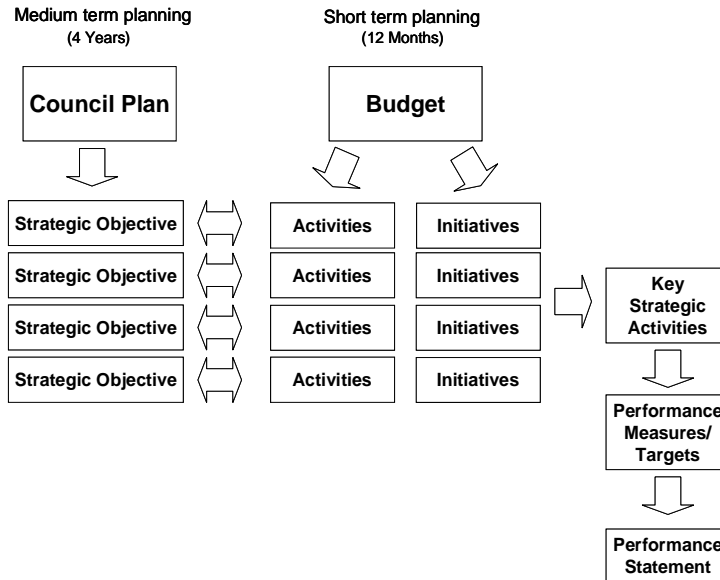 Medium term planning
(4 Years)
Short term planning
(12 Months)
Council Plan
Budget
Strategic Objective
Activities
Initiatives
Strategic Objective
Activities
Initiatives
Strategic Objective
Activities
Initiatives
Strategic Objective
Activities
Initiatives
Key
Strategic
Activities
Performance
Measures/
Targets
Performance
Statement